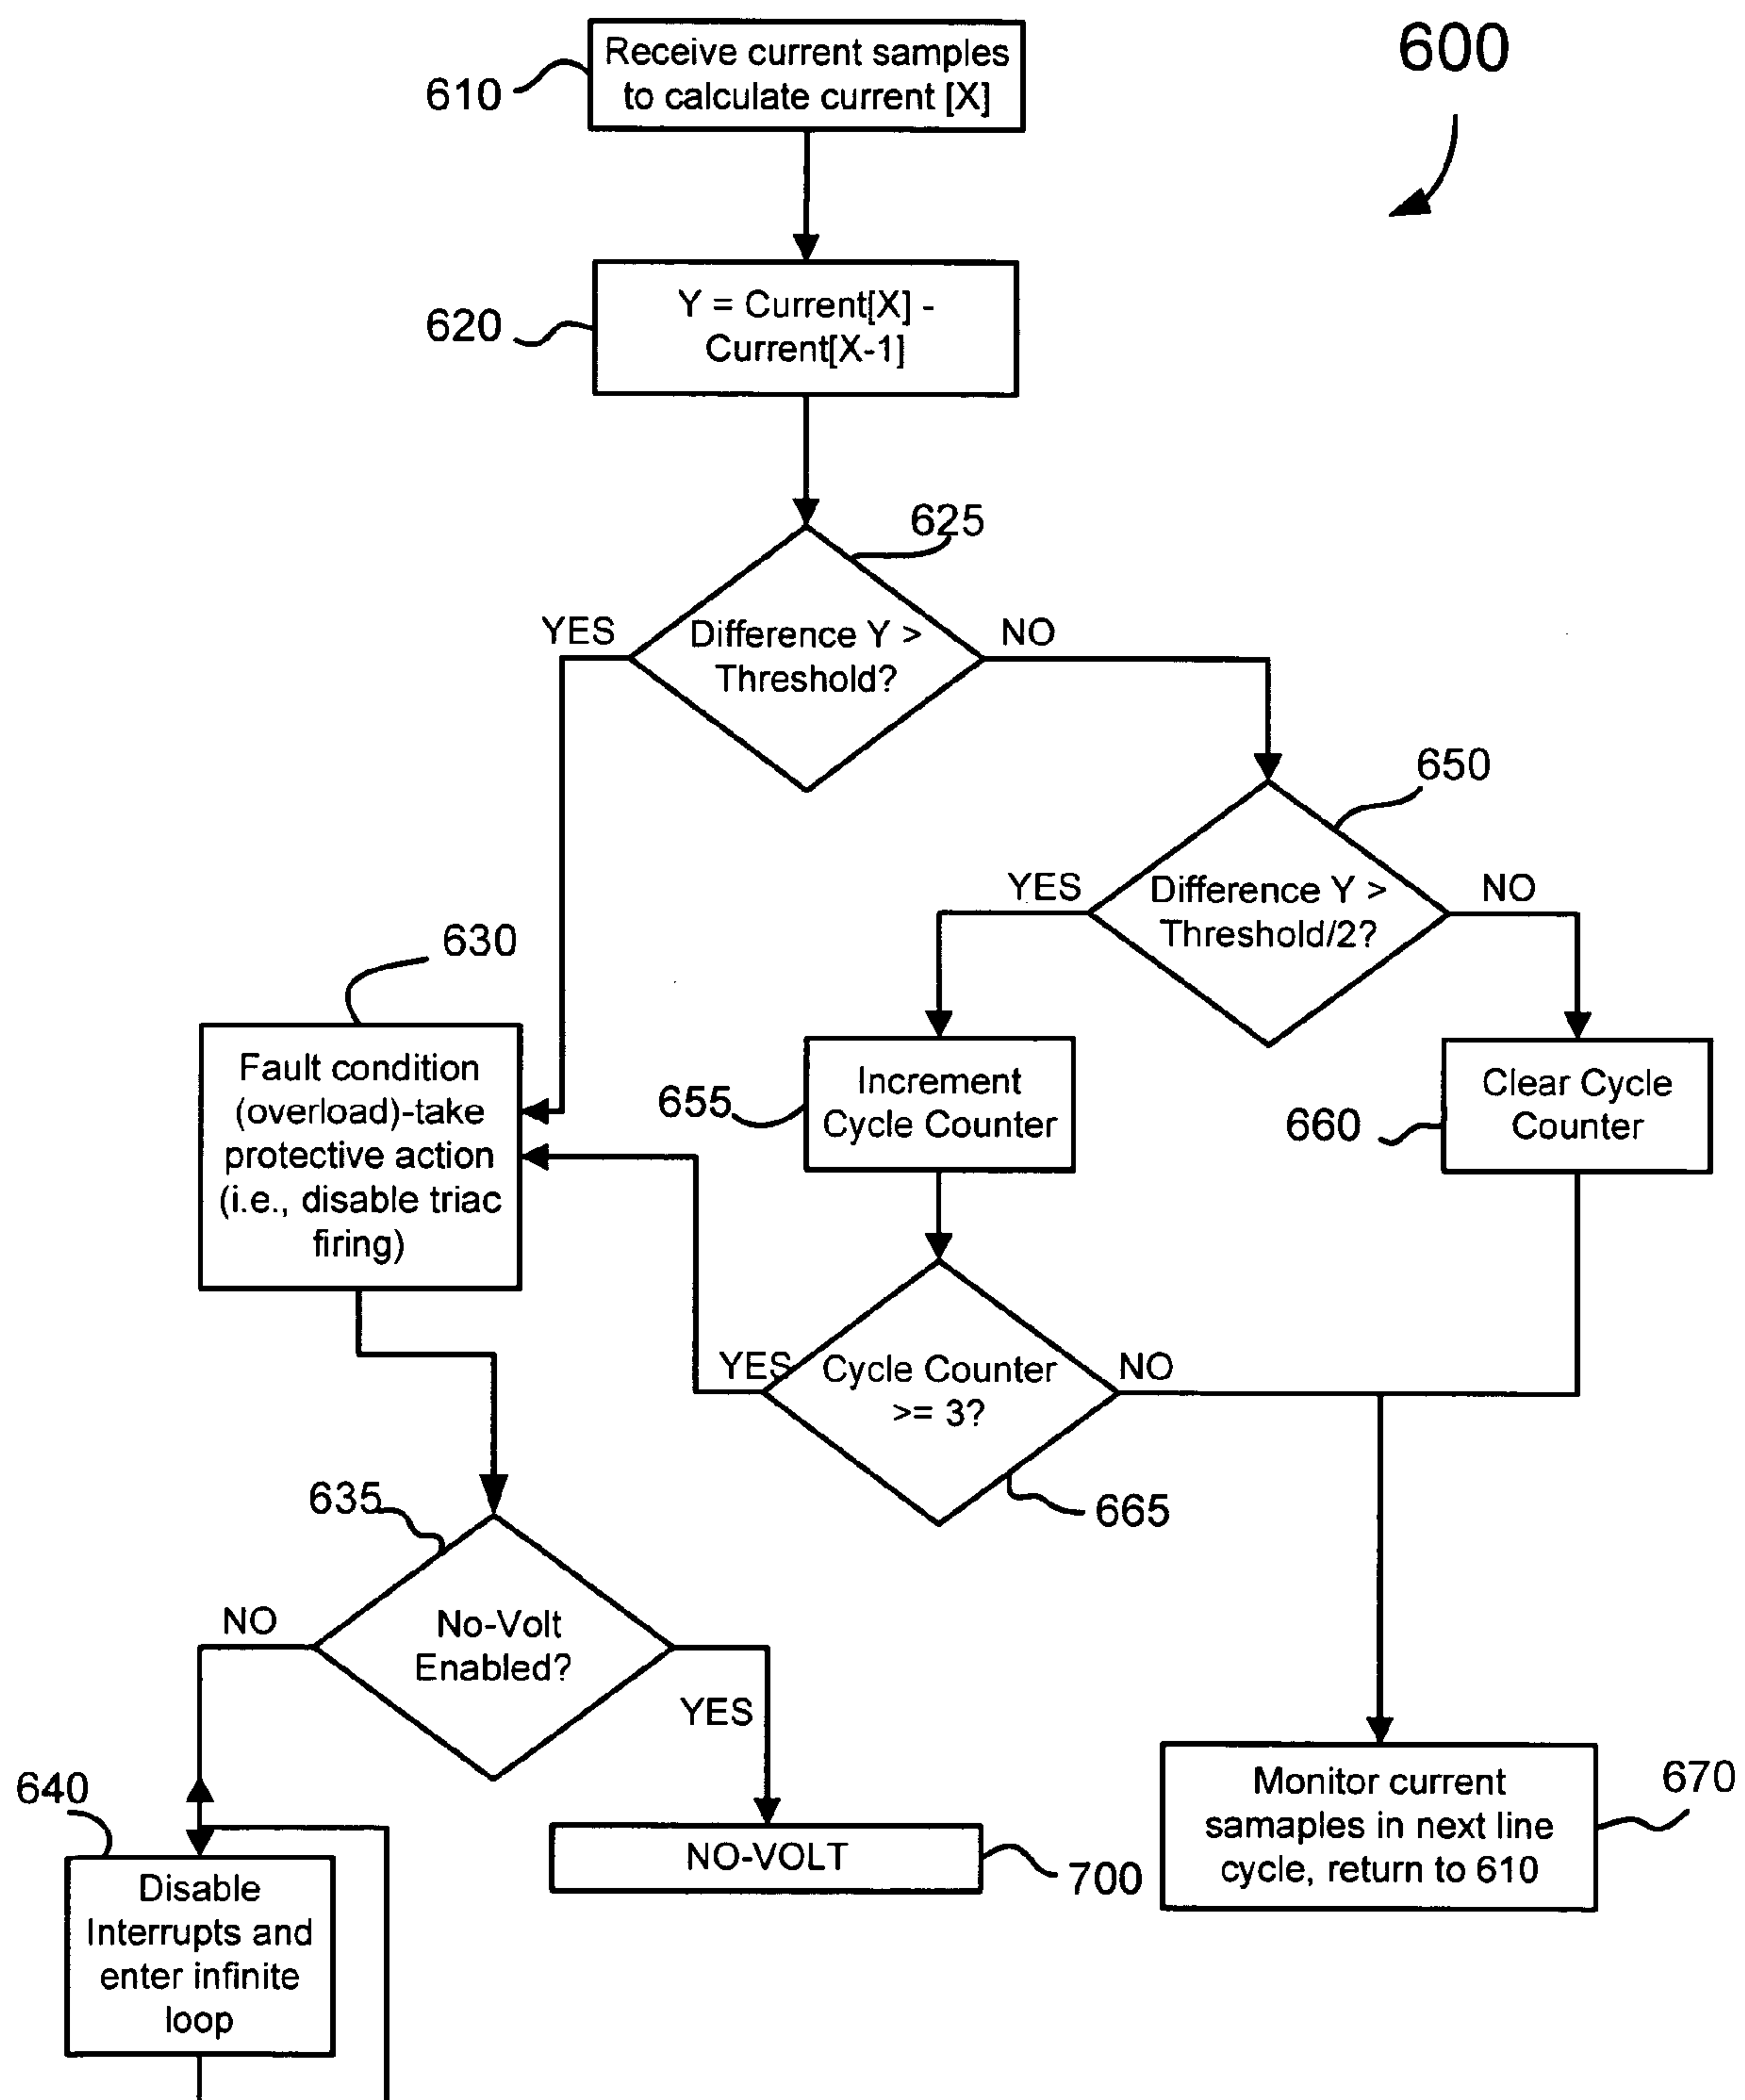 600
Receive current samples
to calculate current [X]
610
Y = Current[X] -
Current[X-1]
620
625
YES
Difference Y >
Threshold?
NO
650
YES
Difference Y >
Threshold/2?
NO
630
Fault condition
(overload)-take
protective action
(i.e., disable triac
firing)
655
Increment
Cycle Counter
660
Clear Cycle
Counter
YES
Cycle Counter
>= 3?
NO
665
635
NO
No-Volt
Enabled?
YES
640
Disable
Interrupts and
enter infinite
loop
NO-VOLT
700
Monitor current
samaples in next line
cycle, return to 610
670